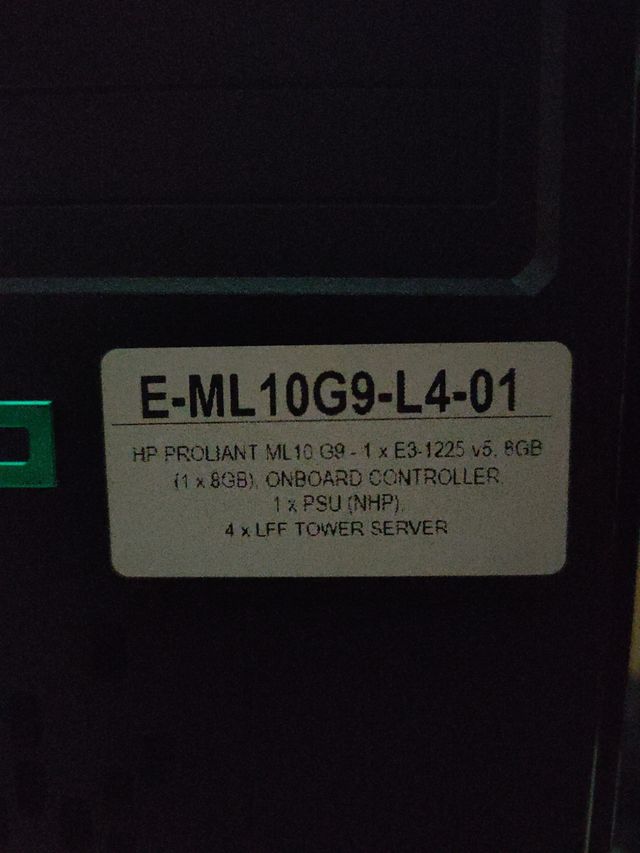 E-ML10G9-L4-01
HP PROLIANT ML10 G9 - 1 x E3-1225 v5, 8GB
(1 x 8GB), ONBOARD CONTROLLER,
1 x PSU (NHP),
4 x LFF TOWER SERVER